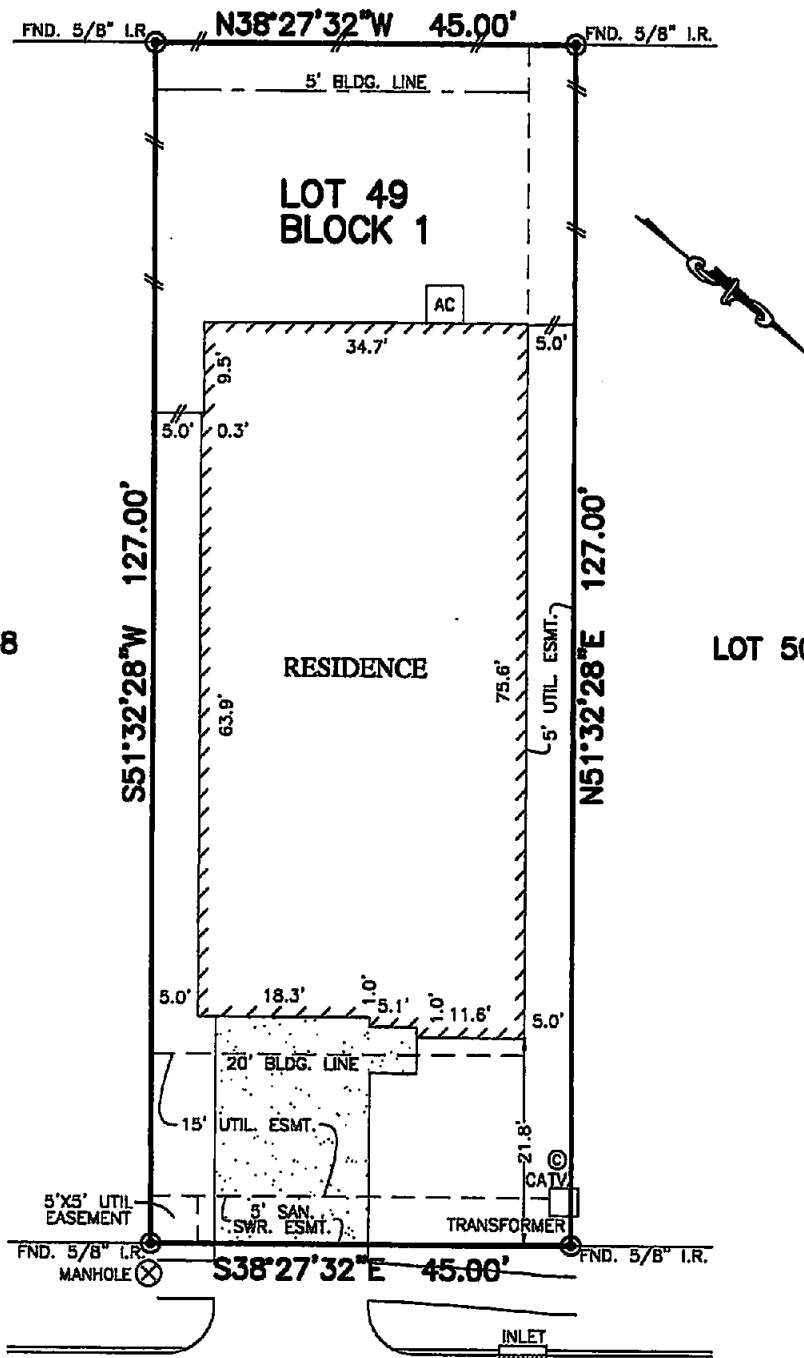 N38°27'32"W 45.00'
FND. 5/8" I.R.
FND. 5/8" I.R.
5' BLDG. LINE
LOT 49
BLOCK 1
AC
34.7'
5.0'
9.5'
5.0'
0.3'
S51°32'28"W 127.00'
N51°32'28"E 127.00'
8
RESIDENCE
LOT 50
63.9'
75.6'
5' UTIL. ESMT.
5.0'
18.3'
1.0'
5.1'
1.0'
11.6'
5.0'
20' BLDG. LINE
15' UTIL. ESMT.
21.8'
C
CATV
5'X5' UTIL
EASEMENT
5' SAN.
SWR. ESMT.
TRANSFORMER
FND. 5/8" I.R.
FND. 5/8" I.R.
MANHOLE
S38°27'32"E 45.00'
INLET